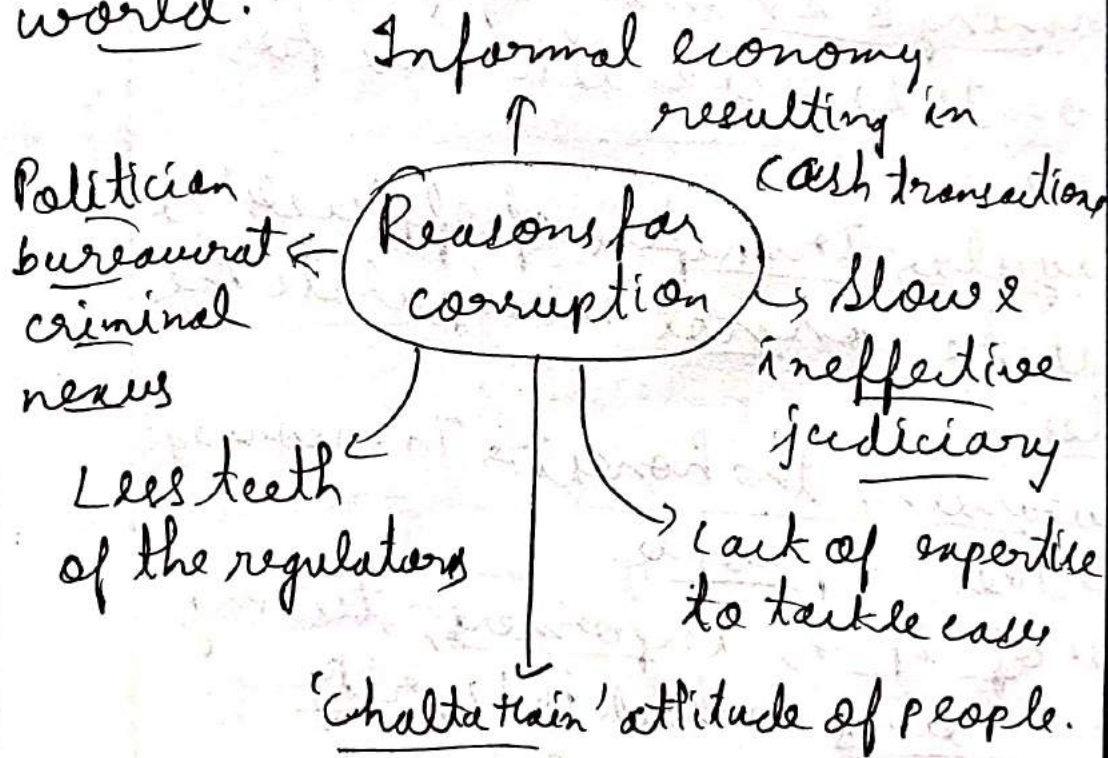 world.
Informal economy
resulting in
cash transactions
Politician
bureaucrat
criminal
nexus
Reasons for
corruption
Slow &
ineffective
judiciary
Less teeth
of the regulators
Lack of expertise
to tackle cases
'Chalta Hain' attitude of people.